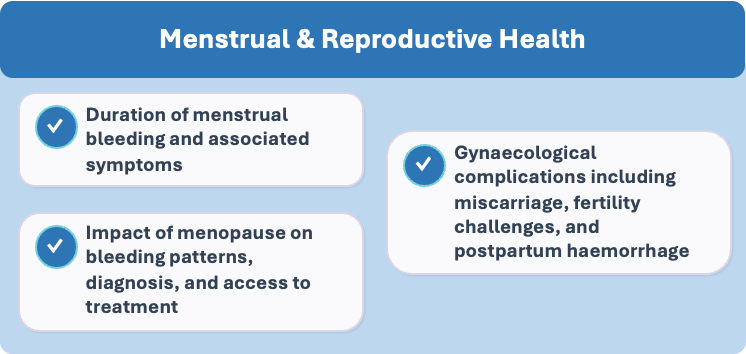 Menstrual & Reproductive Health
Duration of menstrual
bleeding and associated
symptoms
Impact of menopause on
bleeding patterns,
diagnosis, and access to
treatment
Gynaecological
complications including
miscarriage, fertility
challenges, and
postpartum haemorrhage